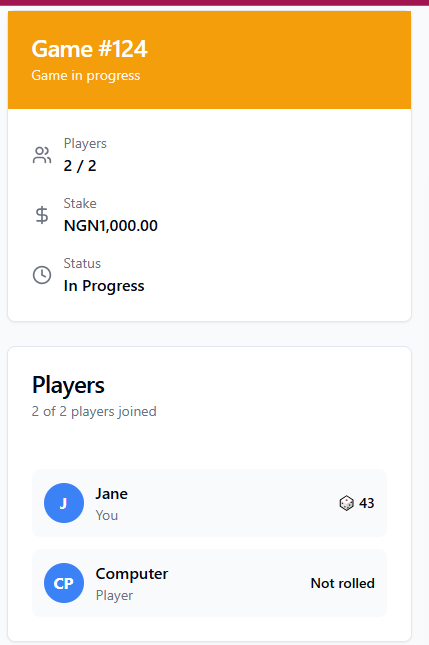 Game #124
Game in progress
Players
2 / 2
Stake
NGN1,000.00
Status
In Progress
Players
2 of 2 players joined
J
Jane
You
43
CP
Computer
Player
Not rolled